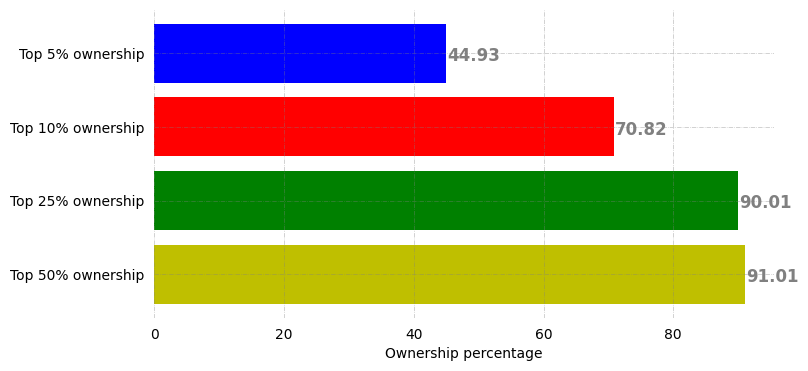 Top 5% ownership 44.93
Top 10% ownership 70.82
Top 25% ownership 90.01
Top 50% ownership 91.01
0 20 40 60 80
Ownership percentage